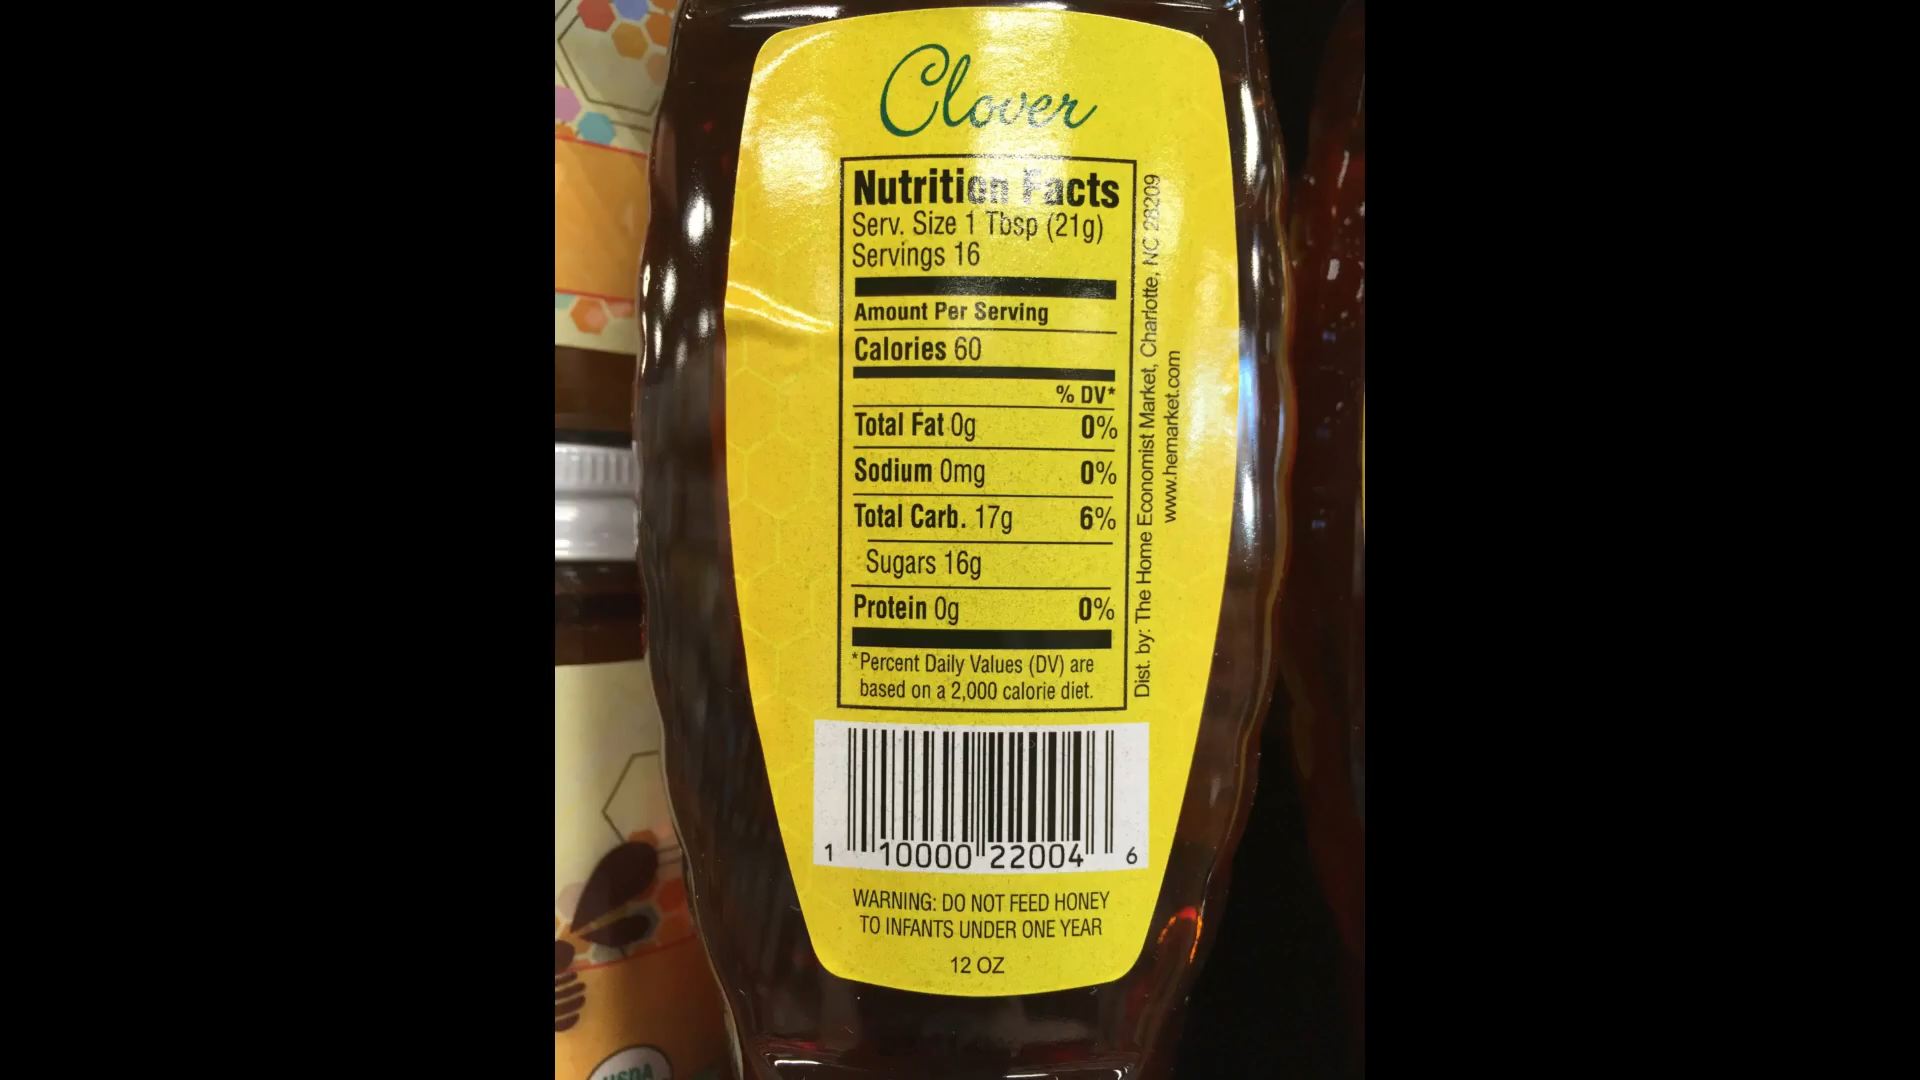 Clover
Nutrition Facts
Serv. Size 1 Tbsp (21g)
Servings 16
Amount Per Serving
Calories 60
% DV*
Total Fat 0g 0%
Sodium 0mg 0%
Total Carb. 17g 6%
Sugars 16g
Protein 0g 0%
*Percent Daily Values (DV) are
based on a 2,000 calorie diet.
Dist. by: The Home Economist Market, Charlotte, NC 28209
www.hemarket.com
1 10000 22004 6
WARNING: DO NOT FEED HONEY
TO INFANTS UNDER ONE YEAR
12 OZ
USDA